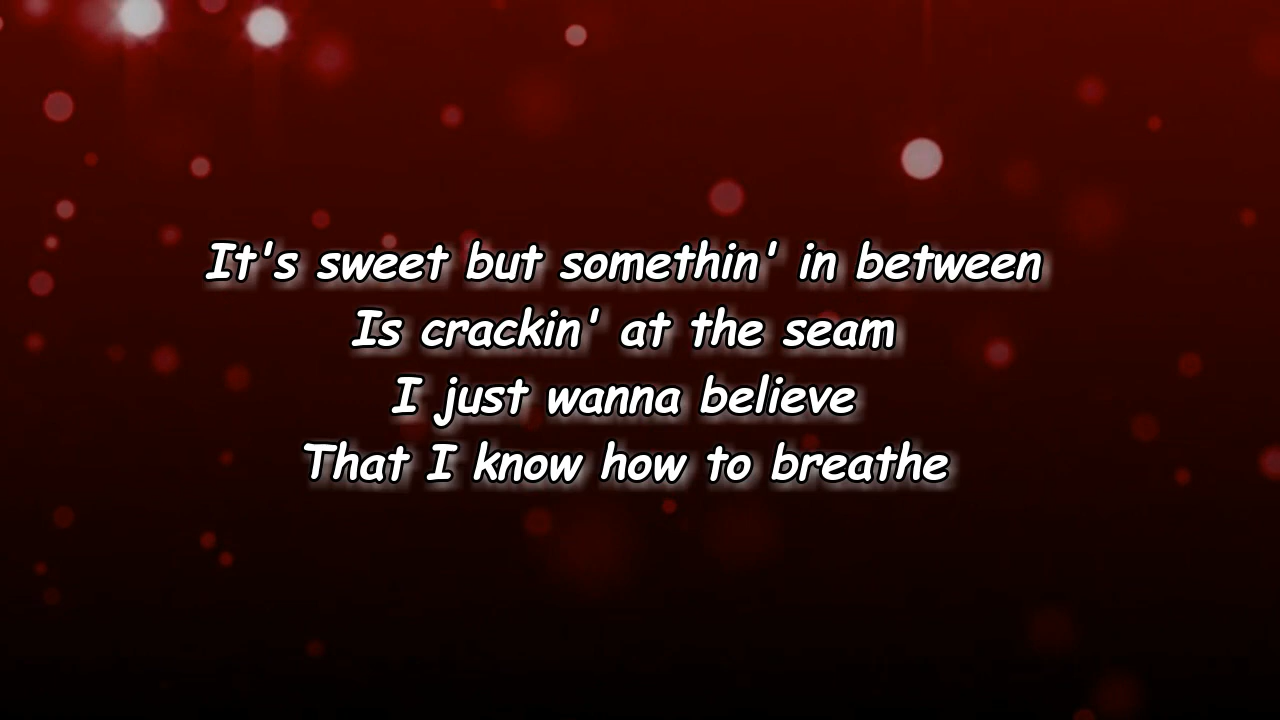 It's sweet but somethin' in between
Is crackin' at the seam
I just wanna believe
That I know how to breathe